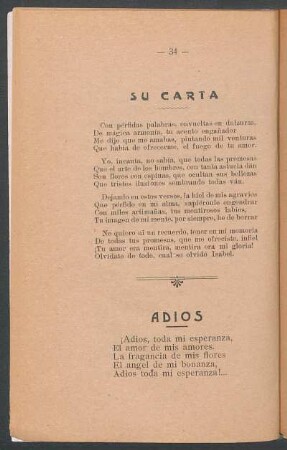 — 34 —
SU CARTA
Con pérfidas palabras, envueltas en dulzuras,
De mágica armonía, tu acento engañador
Me dijo que me amabas, pintando mil venturas
Que había de ofrecerme, el fuego de tu amor.
Yo, incauta, no sabía, que todas las promesas
Que el arte de los hombres, con tanta astucia dán
Son flores con espinas, que ocultan sus bellezas
Que tristes ilusiones sembrando todas ván.
Dejando en estos versos, la hiel de mis agravios
Que pérfido en mi alma, supiérolo engendrar
Con miles artimañas, tus mentirosos labios,
Tu imagen de mi mente, por siempre, he de borrar
No quiero ni un recuerdo, tener en mi memoria
De todas tus promesas, que me ofreciste, infiel
¡Tu amor era mentira, mentira era mi gloria!
Olvídate de todo, cual se olvidó Isabel.
ADIOS
¡Adios, toda mi esperanza,
El amor de mis amores.
La fragancia de mis flores
El angel de mi bonanza,
Adios toda mi esperanza!...